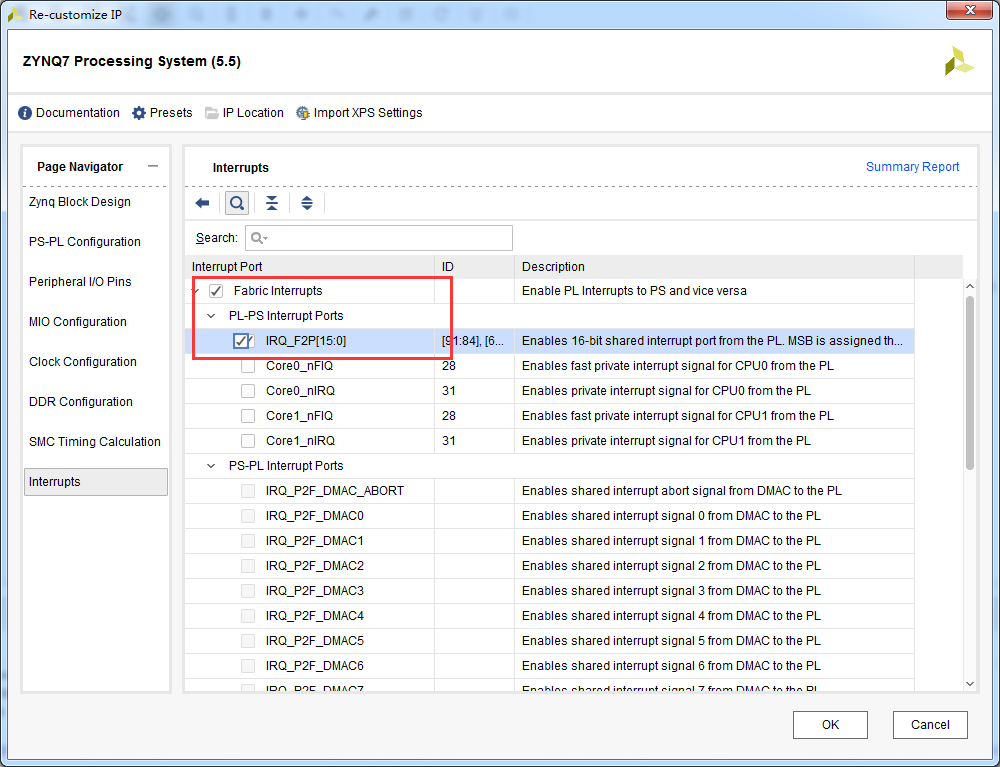 Re-customize IP
ZYNQ7 Processing System (5.5)
Documentation Presets IP Location Import XPS Settings
Page Navigator
Zynq Block Design
PS-PL Configuration
Peripheral I/O Pins
MIO Configuration
Clock Configuration
DDR Configuration
SMC Timing Calculation
Interrupts
Interrupts Summary Report
Search:
Interrupt Port ID Description
Fabric Interrupts Enable PL Interrupts to PS and vice versa
PL-PS Interrupt Ports
IRQ_F2P[15:0] [91:84], [6... Enables 16-bit shared interrupt port from the PL. MSB is assigned th...
Core0_nFIQ 28 Enables fast private interrupt signal for CPU0 from the PL
Core0_nIRQ 31 Enables private interrupt signal for CPU0 from the PL
Core1_nFIQ 28 Enables fast private interrupt signal for CPU1 from the PL
Core1_nIRQ 31 Enables private interrupt signal for CPU1 from the PL
PS-PL Interrupt Ports
IRQ_P2F_DMAC_ABORT Enables shared interrupt abort signal from DMAC to the PL
IRQ_P2F_DMAC0 Enables shared interrupt signal 0 from DMAC to the PL
IRQ_P2F_DMAC1 Enables shared interrupt signal 1 from DMAC to the PL
IRQ_P2F_DMAC2 Enables shared interrupt signal 2 from DMAC to the PL
IRQ_P2F_DMAC3 Enables shared interrupt signal 3 from DMAC to the PL
IRQ_P2F_DMAC4 Enables shared interrupt signal 4 from DMAC to the PL
IRQ_P2F_DMAC5 Enables shared interrupt signal 5 from DMAC to the PL
IRQ_P2F_DMAC6 Enables shared interrupt signal 6 from DMAC to the PL
IRQ_P2F_DMAC7 Enables shared interrupt signal 7 from DMAC to the PL
OK Cancel